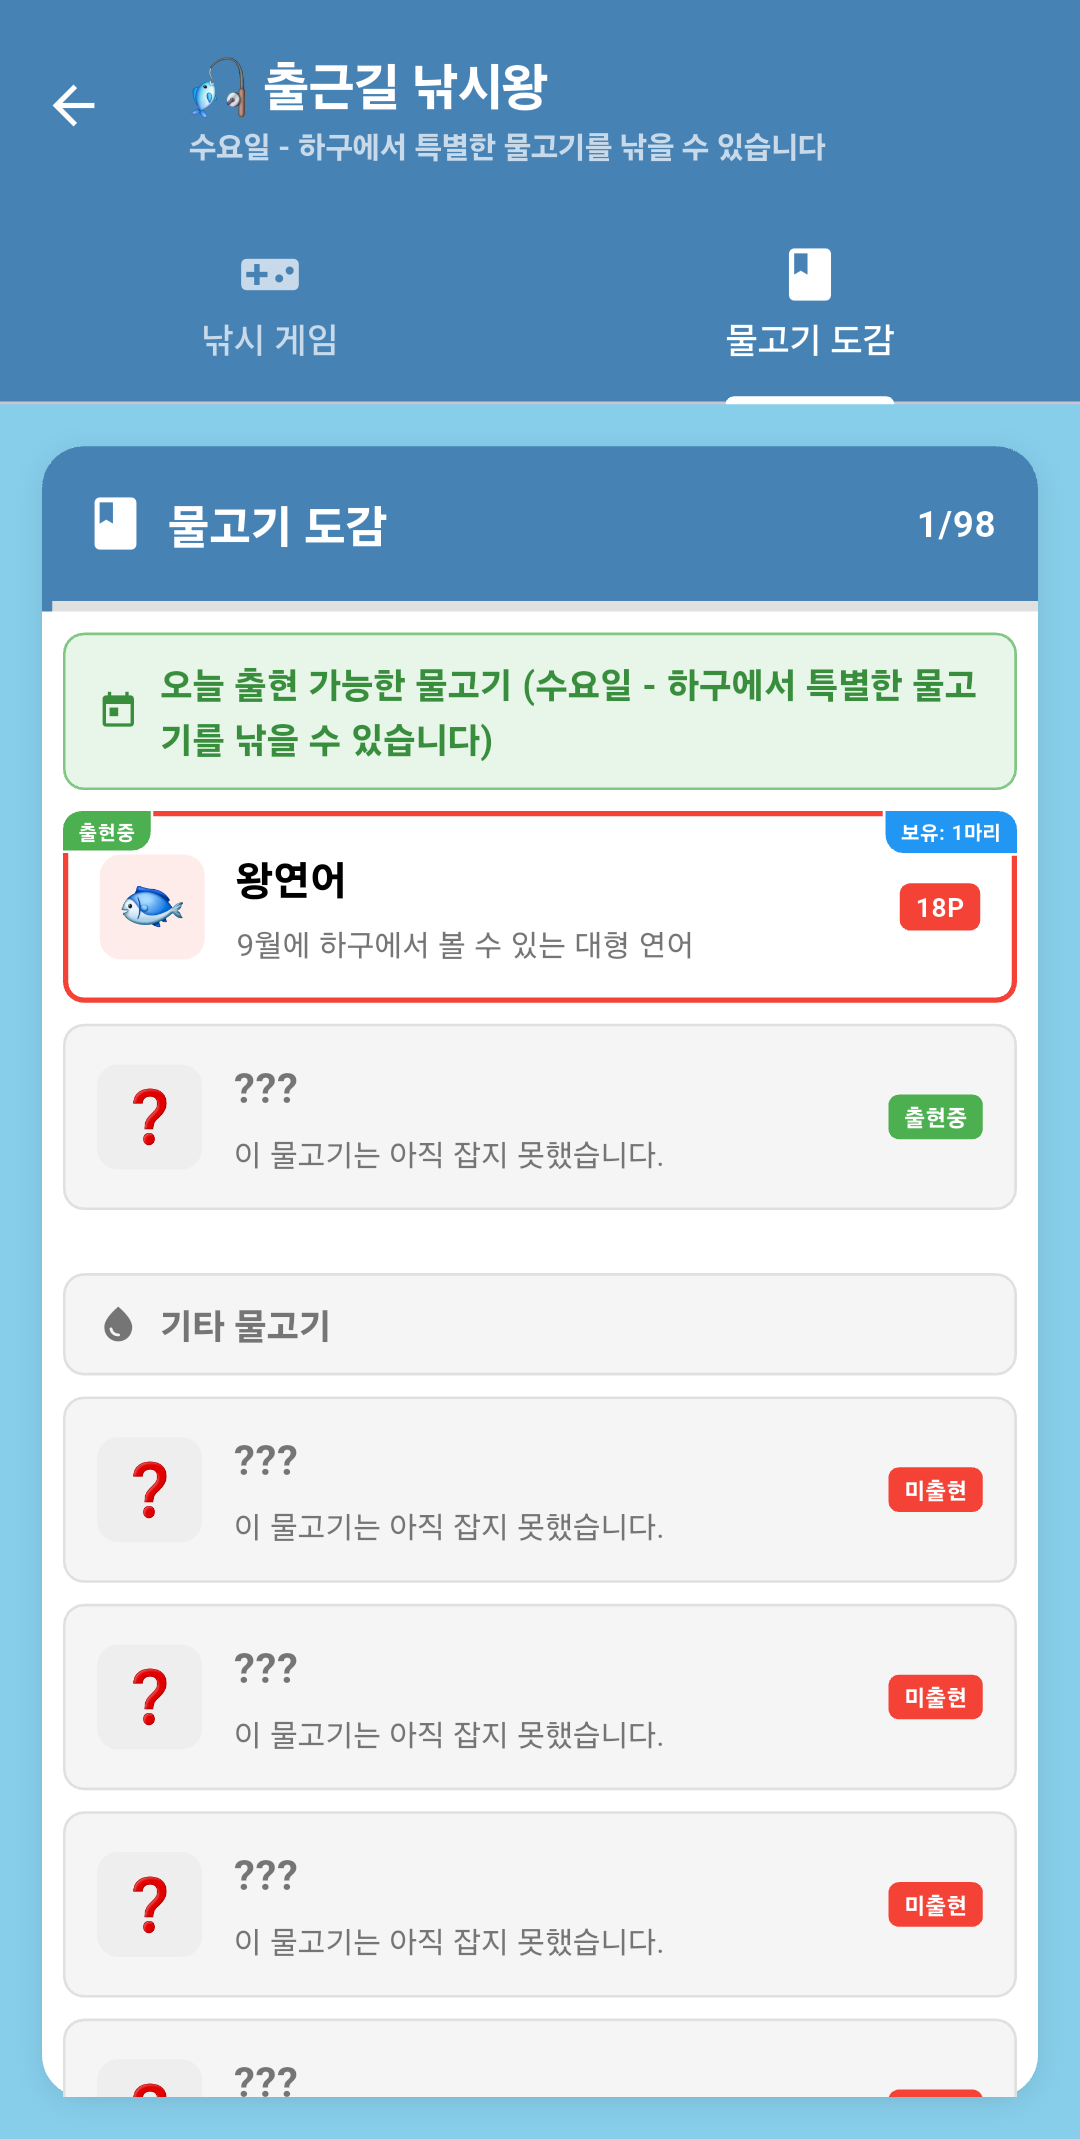 출근길 낚시왕
수요일 - 하구에서 특별한 물고기를 낚을 수 있습니다
낚시 게임
물고기 도감
물고기 도감
1/98
오늘 출현 가능한 물고기 (수요일 - 하구에서 특별한 물고
기를 낚을 수 있습니다)
출현중
보유: 1마리
왕연어
18P
9월에 하구에서 볼 수 있는 대형 연어
???
출현중
이 물고기는 아직 잡지 못했습니다.
기타 물고기
???
미출현
이 물고기는 아직 잡지 못했습니다.
???
미출현
이 물고기는 아직 잡지 못했습니다.
???
미출현
이 물고기는 아직 잡지 못했습니다.
???